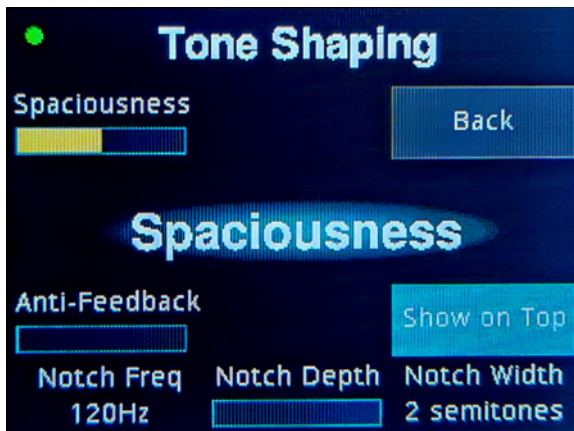 Tone Shaping
Spaciousness
Back
Spaciousness
Anti-Feedback
Show on Top
Notch Freq
Notch Depth
Notch Width
120Hz
2 semitones